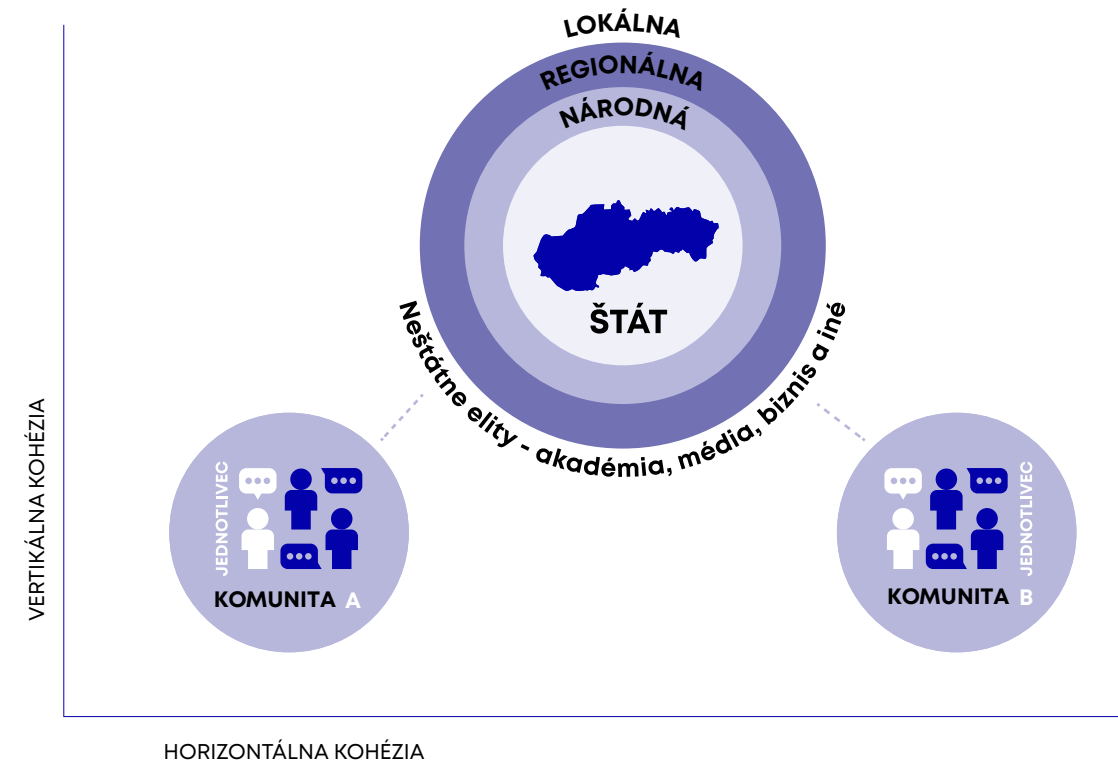 LOKÁLNA
REGIONÁLNA
NÁRODNÁ
ŠTÁT
Neštátne elity - akadémia, média, biznis a iné
VERTIKÁLNA KOHÉZIA
JEDNOTLIVEC
KOMUNITA A
JEDNOTLIVEC
KOMUNITA B
HORIZONTÁLNA KOHÉZIA